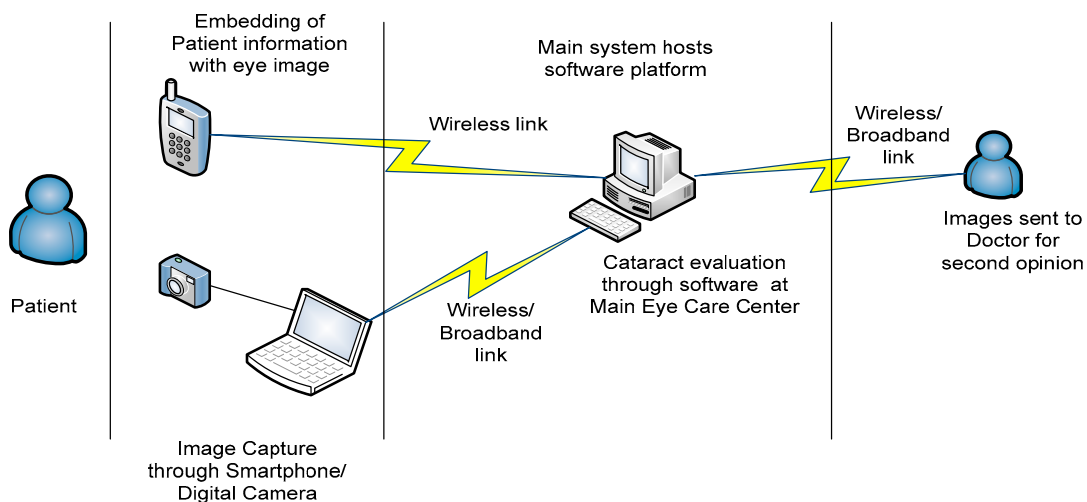 Embedding of
Patient information
with eye image
Main system hosts
software platform
Wireless link
Wireless/
Broadband
link
Patient
Wireless/
Broadband
link
Cataract evaluation
through software at
Main Eye Care Center
Images sent to
Doctor for
second opinion
Image Capture
through Smartphone/
Digital Camera